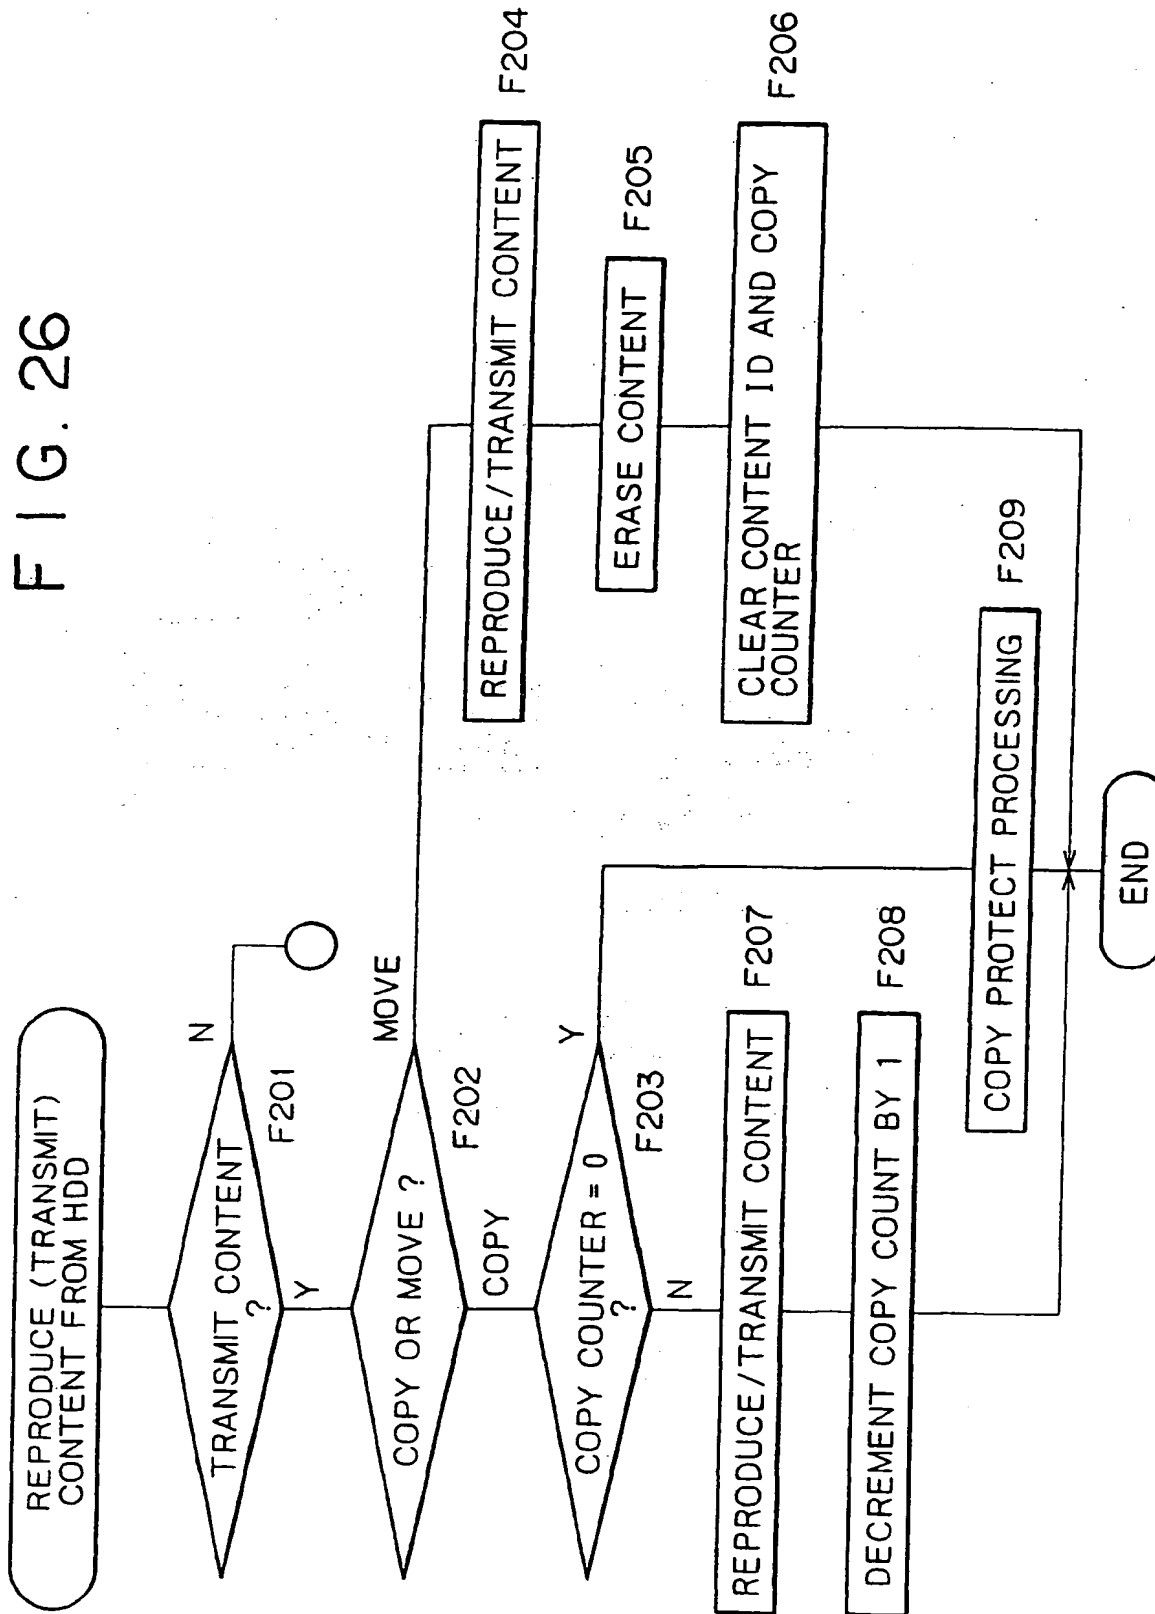 FIG. 26
REPRODUCE (TRANSMIT)
CONTENT FROM HDD
TRANSMIT CONTENT
?
F201
N
Y
COPY OR MOVE ?
F202
MOVE
COPY
COPY COUNTER = 0
?
F203
Y
N
REPRODUCE/TRANSMIT CONTENT
F204
ERASE CONTENT
F205
CLEAR CONTENT ID AND COPY
COUNTER
F206
REPRODUCE/TRANSMIT CONTENT
F207
DECREMENT COPY COUNT BY 1
F208
COPY PROTECT PROCESSING
F209
END